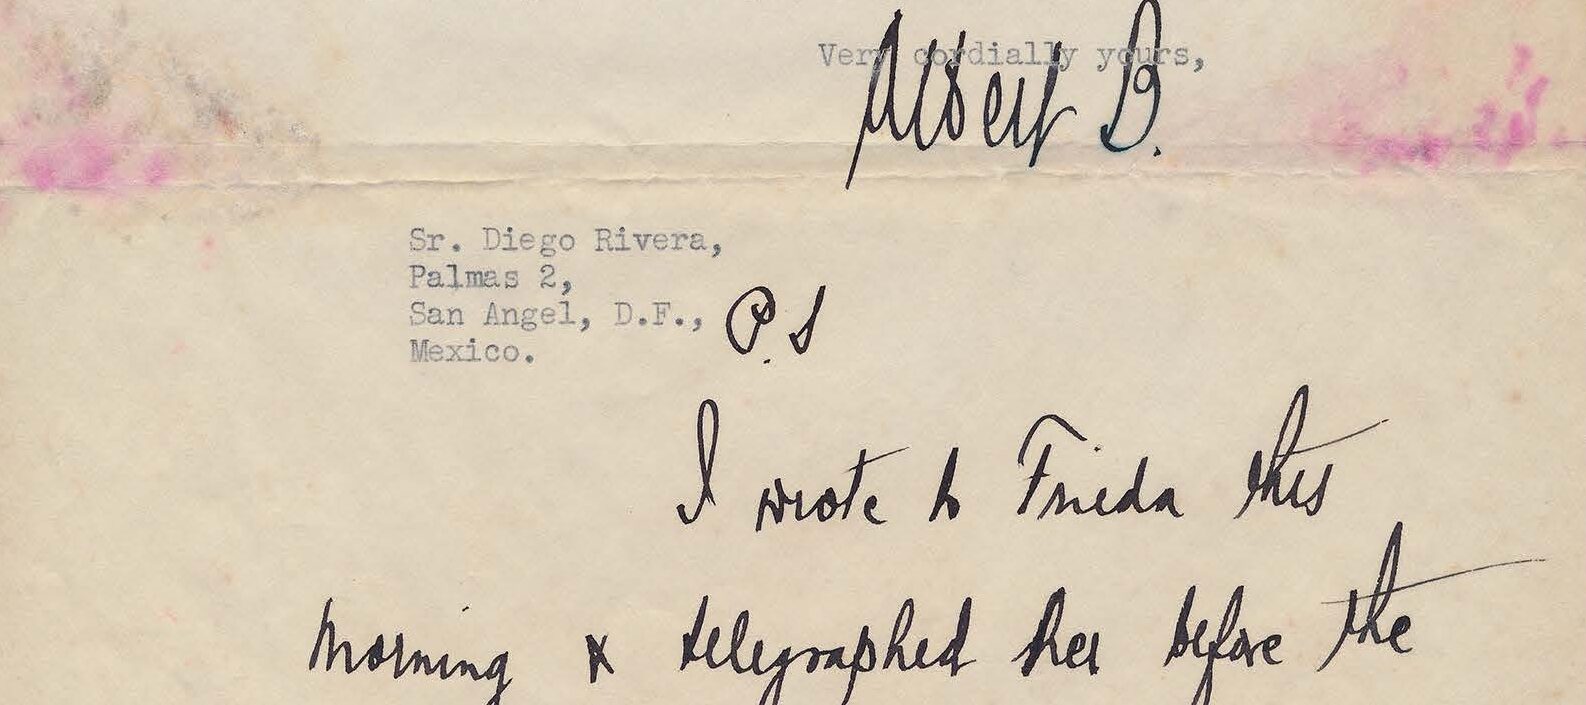 Very cordially yours,
Albert B.
Sr. Diego Rivera,
Palmas 2,
San Angel, D.F.,
Mexico.
P.S
I wrote to Frieda this
morning & telegraphed her before the